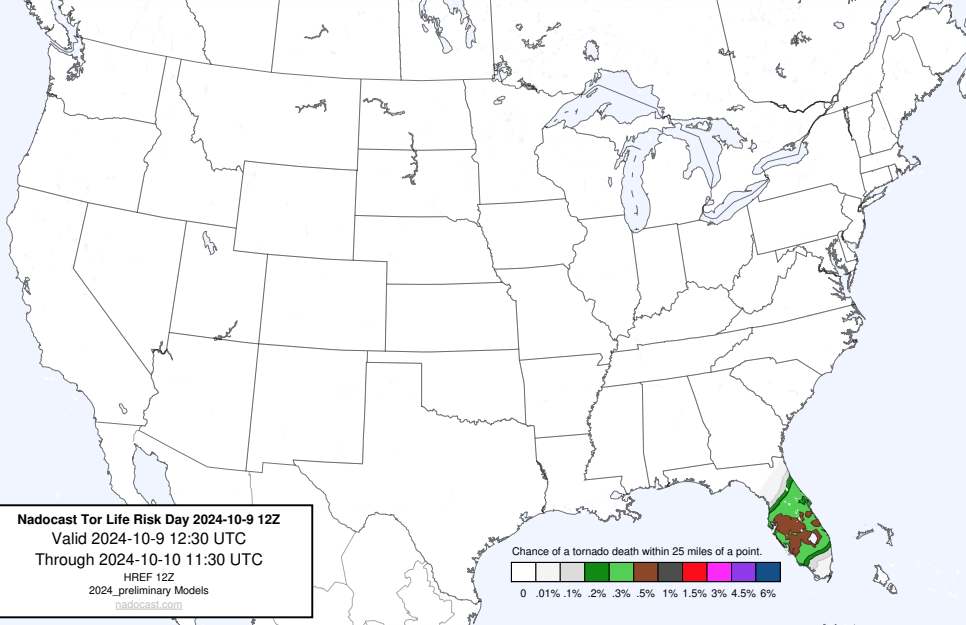 Nadocast Tor Life Risk Day 2024-10-9 12Z
Valid 2024-10-9 12:30 UTC
Through 2024-10-10 11:30 UTC
HREF 12Z
2024_preliminary Models
nadocast.com
Chance of a tornado death within 25 miles of a point.
0 .01% .1% .2% .3% .5% 1% 1.5% 3% 4.5% 6%